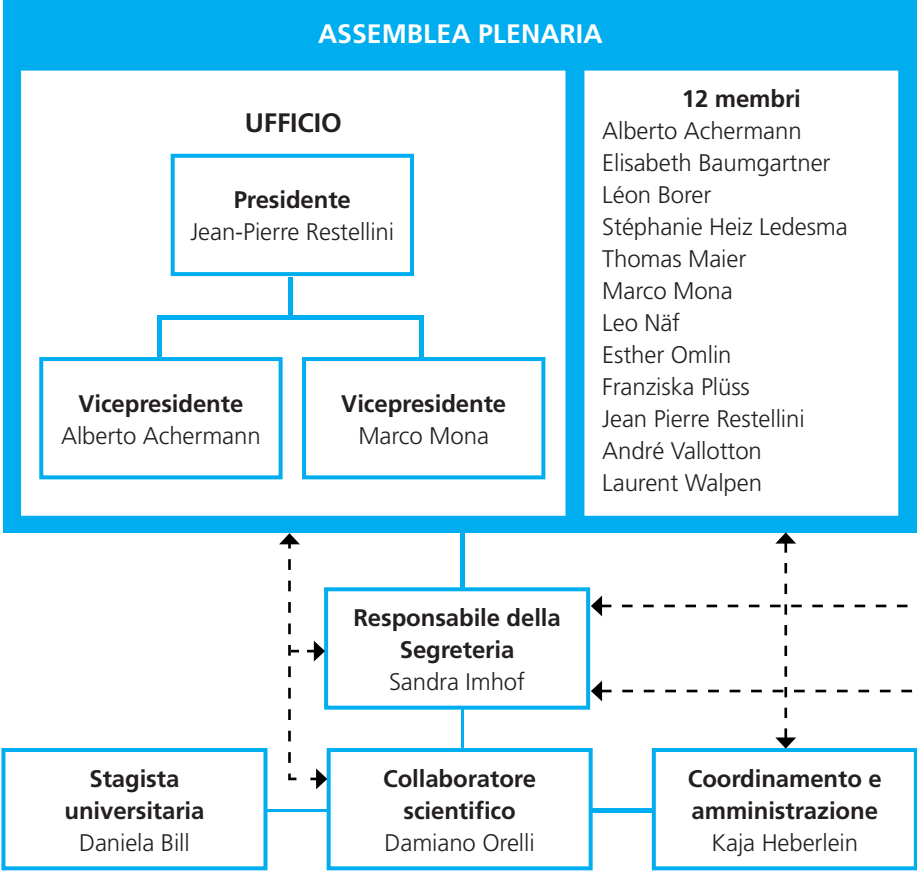 ASSEMBLEA PLENARIA
UFFICIO
Presidente
Jean-Pierre Restellini
Vicepresidente
Alberto Achermann
Vicepresidente
Marco Mona
12 membri
Alberto Achermann
Elisabeth Baumgartner
Léon Borer
Stéphanie Heiz Ledesma
Thomas Maier
Marco Mona
Leo Näf
Esther Omlin
Franziska Plüss
Jean Pierre Restellini
André Vallotton
Laurent Walpen
Responsabile della
Segreteria
Sandra Imhof
Stagista
universitaria
Daniela Bill
Collaboratore
scientifico
Damiano Orelli
Coordinamento e
amministrazione
Kaja Heberlein